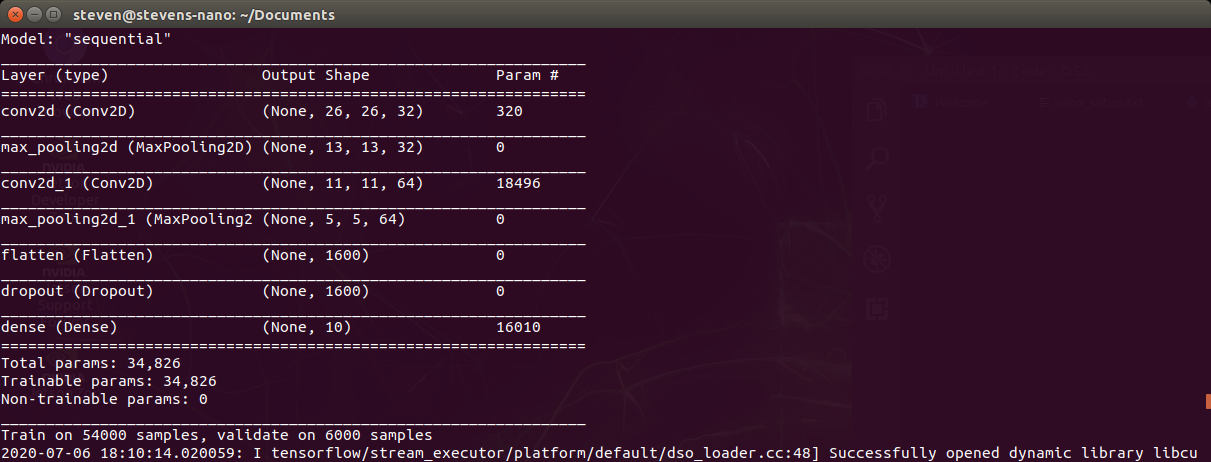 steven@stevens-nano: ~/Documents
Model: "sequential"
_________________________________________________________________
Layer (type)                 Output Shape              Param #
=================================================================
conv2d (Conv2D)              (None, 26, 26, 32)        320
_________________________________________________________________
max_pooling2d (MaxPooling2D) (None, 13, 13, 32)        0
_________________________________________________________________
conv2d_1 (Conv2D)            (None, 11, 11, 64)        18496
_________________________________________________________________
max_pooling2d_1 (MaxPooling2 (None, 5, 5, 64)          0
_________________________________________________________________
flatten (Flatten)            (None, 1600)              0
_________________________________________________________________
dropout (Dropout)            (None, 1600)              0
_________________________________________________________________
dense (Dense)                (None, 10)                16010
=================================================================
Total params: 34,826
Trainable params: 34,826
Non-trainable params: 0
_________________________________________________________________
Train on 54000 samples, validate on 6000 samples
2020-07-06 18:10:14.020059: I tensorflow/stream_executor/platform/default/dso_loader.cc:48] Successfully opened dynamic library libcu